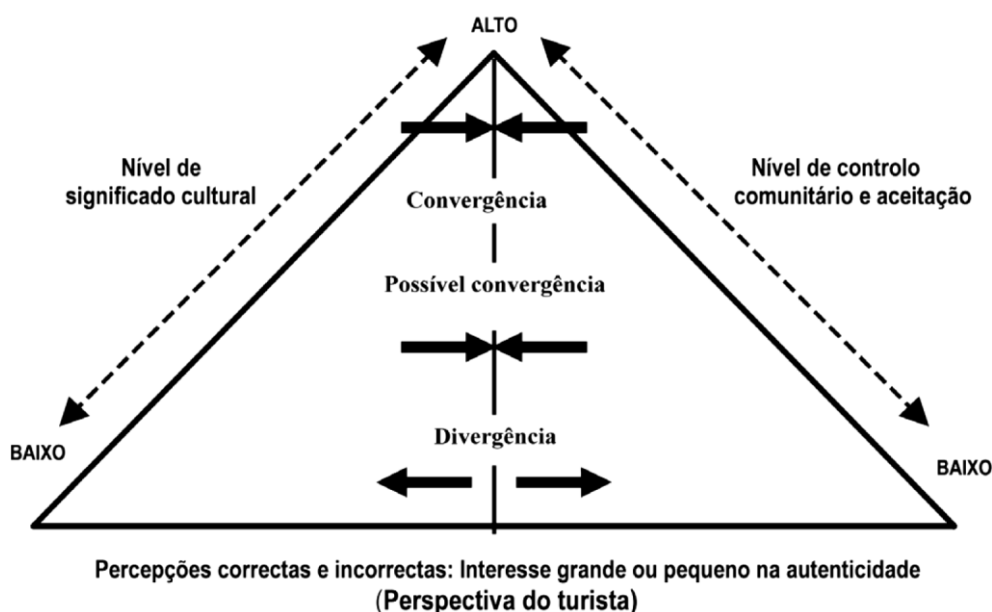 ALTO
Nível de
significado cultural
Nível de controlo
comunitário e aceitação
Convergência
Possível convergência
Divergência
BAIXO
BAIXO
Percepções correctas e incorrectas: Interesse grande ou pequeno na autenticidade
(Perspectiva do turista)